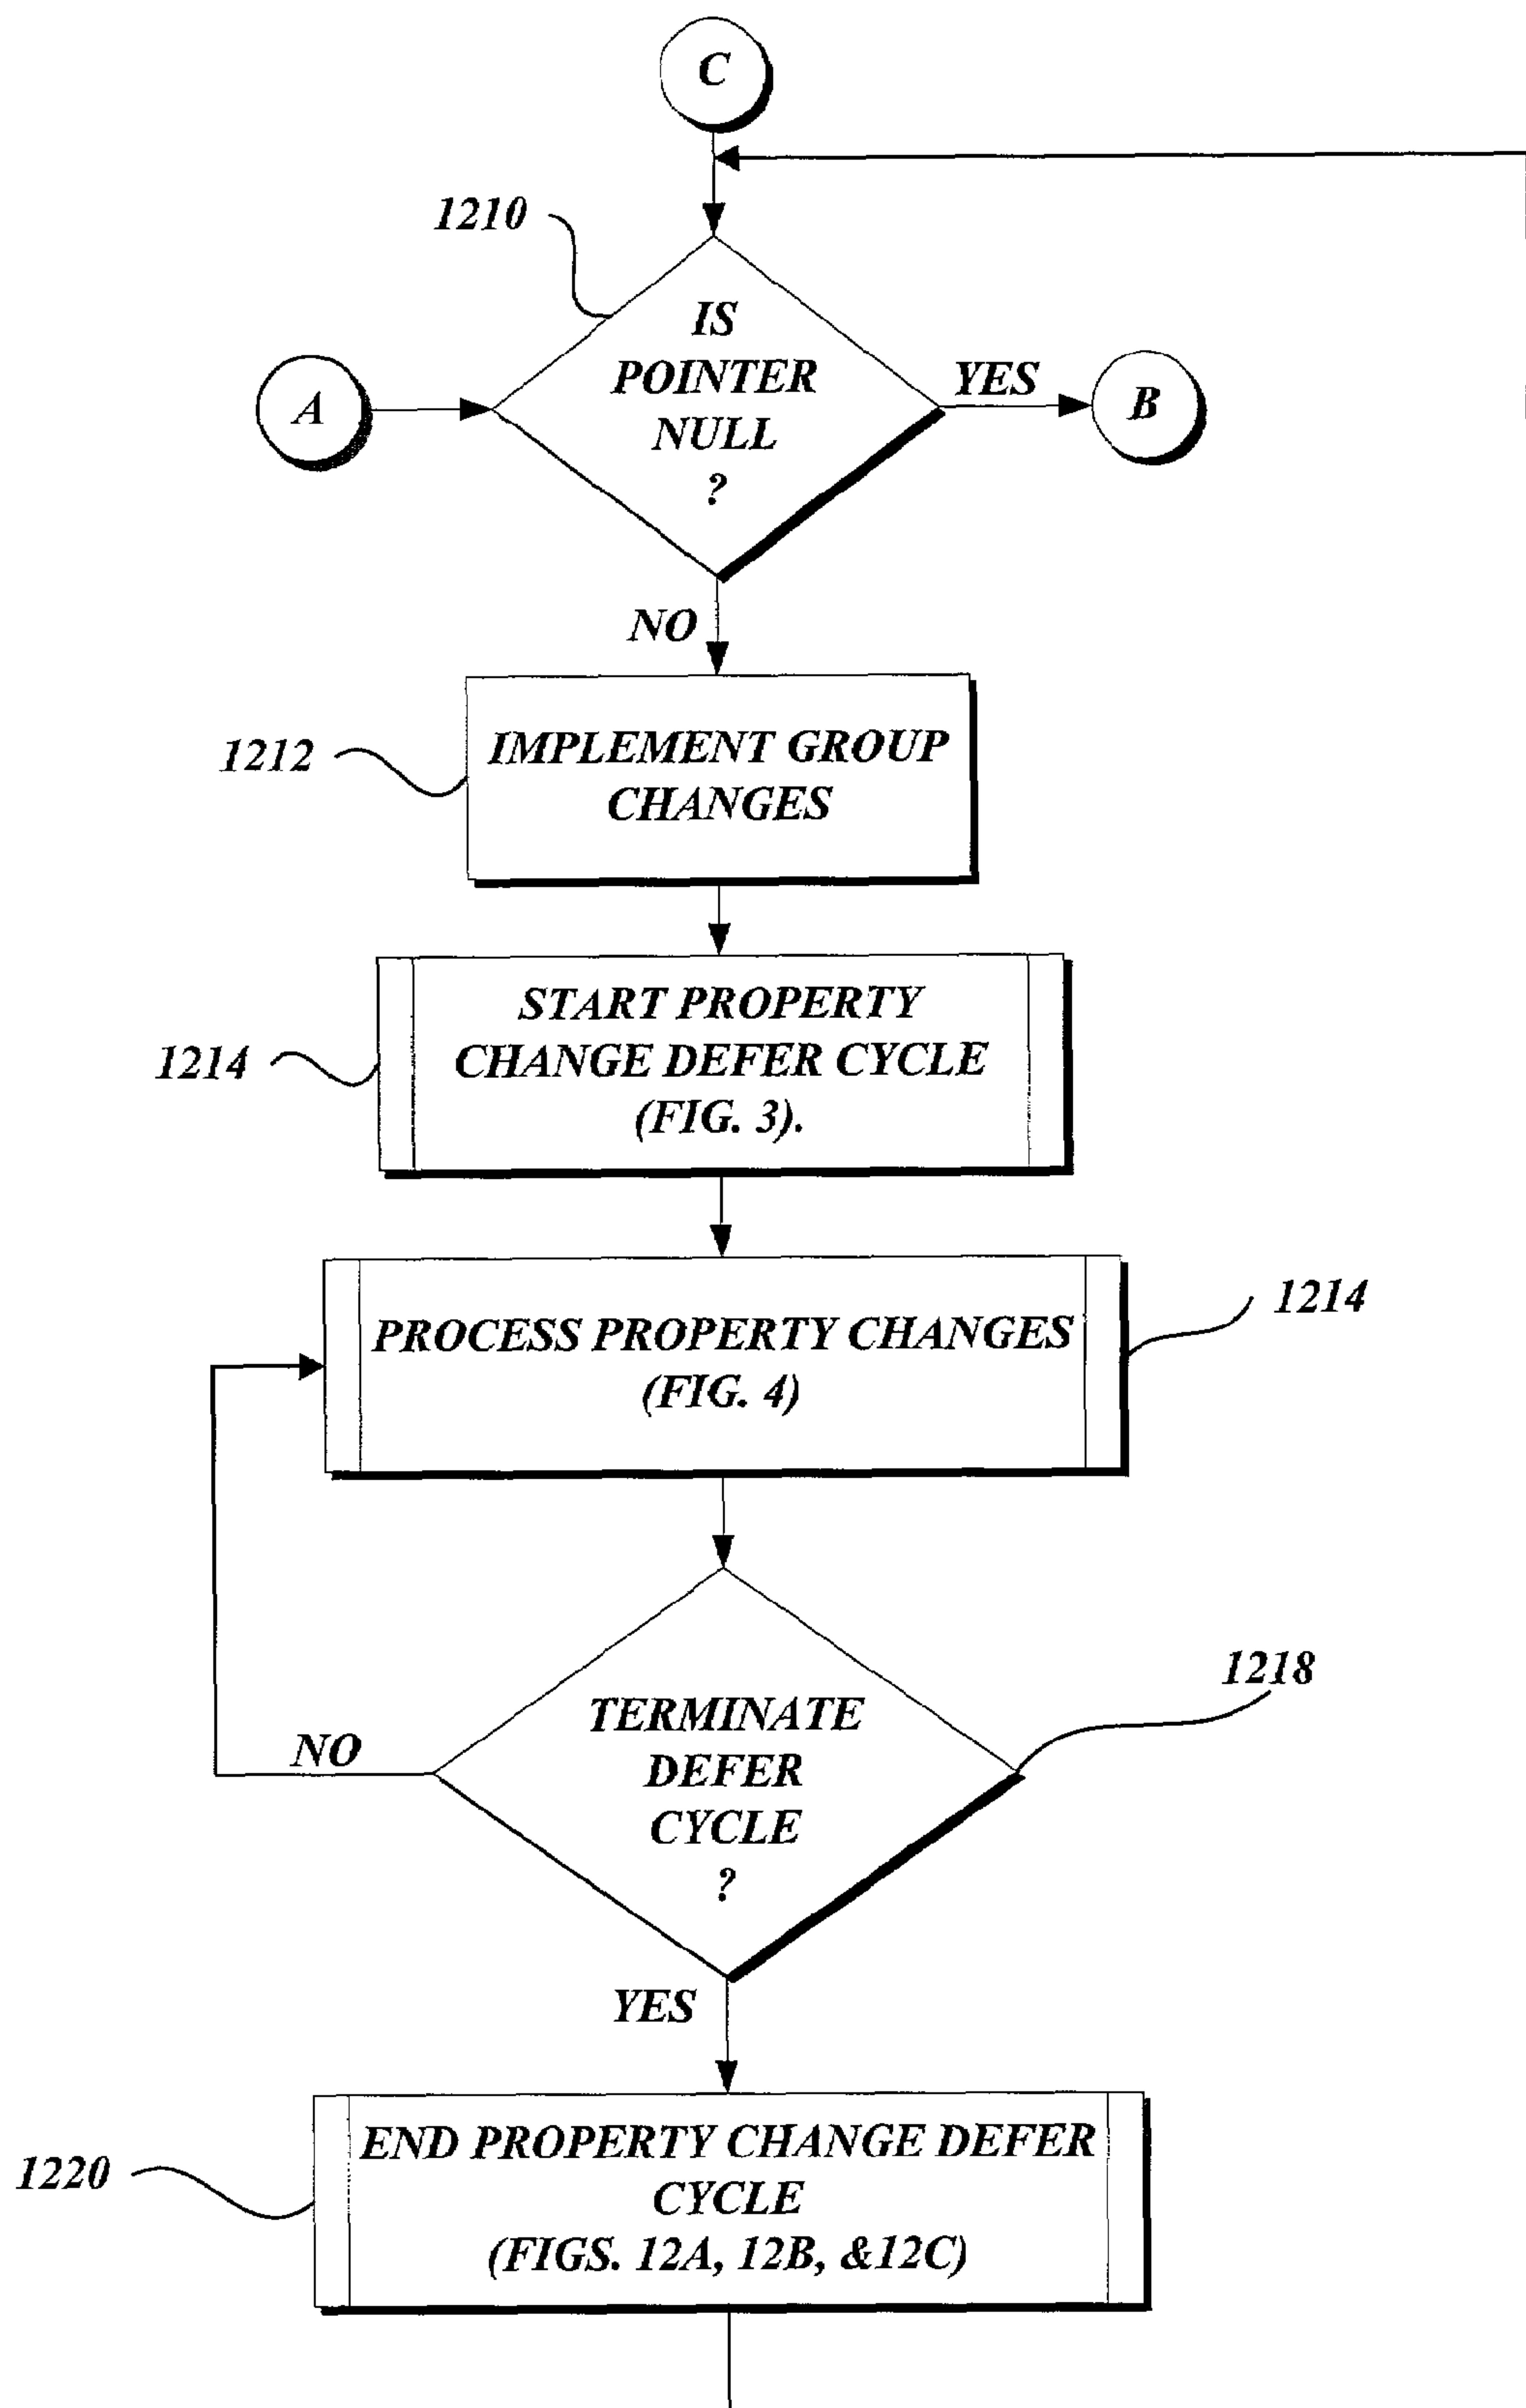 C
1210
IS
POINTER
NULL
?
A
YES
B
NO
1212
IMPLEMENT GROUP
CHANGES
1214
START PROPERTY
CHANGE DEFER CYCLE
(FIG. 3).
PROCESS PROPERTY CHANGES
(FIG. 4)
1214
1218
TERMINATE
DEFER
CYCLE
?
NO
YES
1220
END PROPERTY CHANGE DEFER
CYCLE
(FIGS. 12A, 12B, &12C)